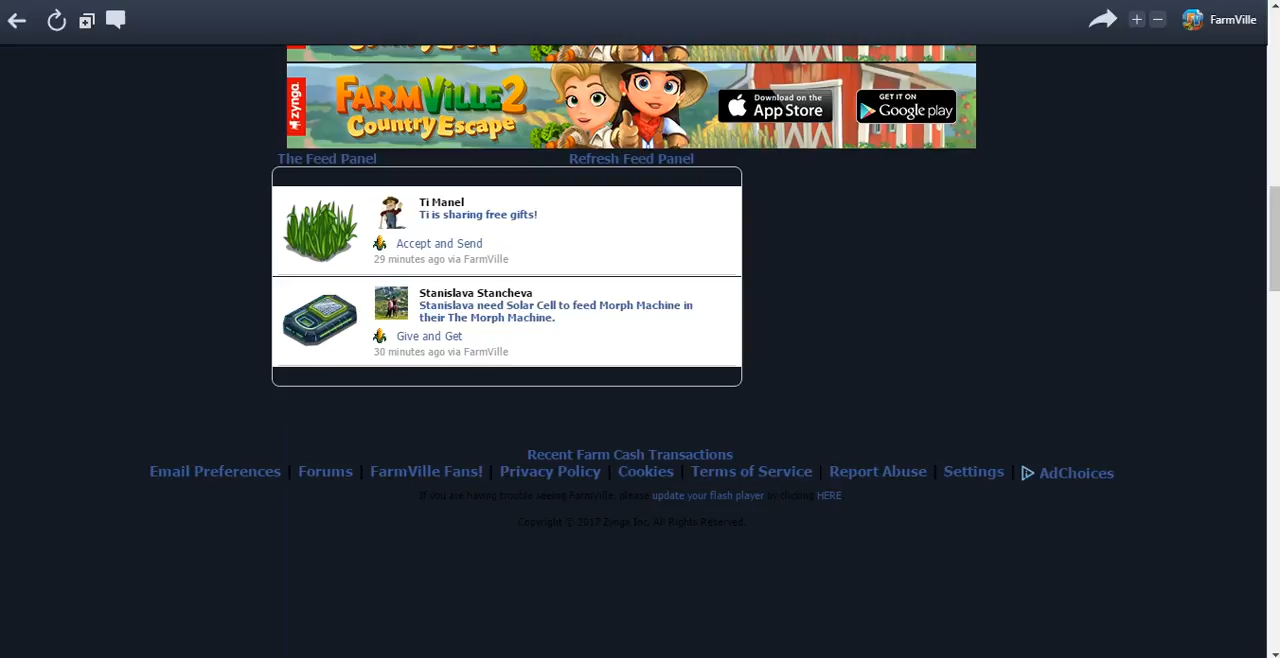 FarmVille
Country Escape
zynga
FARMVILLE 2
Country Escape
Download on the
App Store
GET IT ON
Google play
The Feed Panel
Refresh Feed Panel
Ti Manel
Ti is sharing free gifts!
Accept and Send
29 minutes ago via FarmVille
Stanislava Stancheva
Stanislava need Solar Cell to feed Morph Machine in
their The Morph Machine.
Give and Get
30 minutes ago via FarmVille
Recent Farm Cash Transactions
Email Preferences | Forums | FarmVille Fans! | Privacy Policy | Cookies | Terms of Service | Report Abuse | Settings | AdChoices
If you are having trouble seeing FarmVille, please update your flash player by clicking HERE
Copyright © 2017 Zynga Inc. All Rights Reserved.